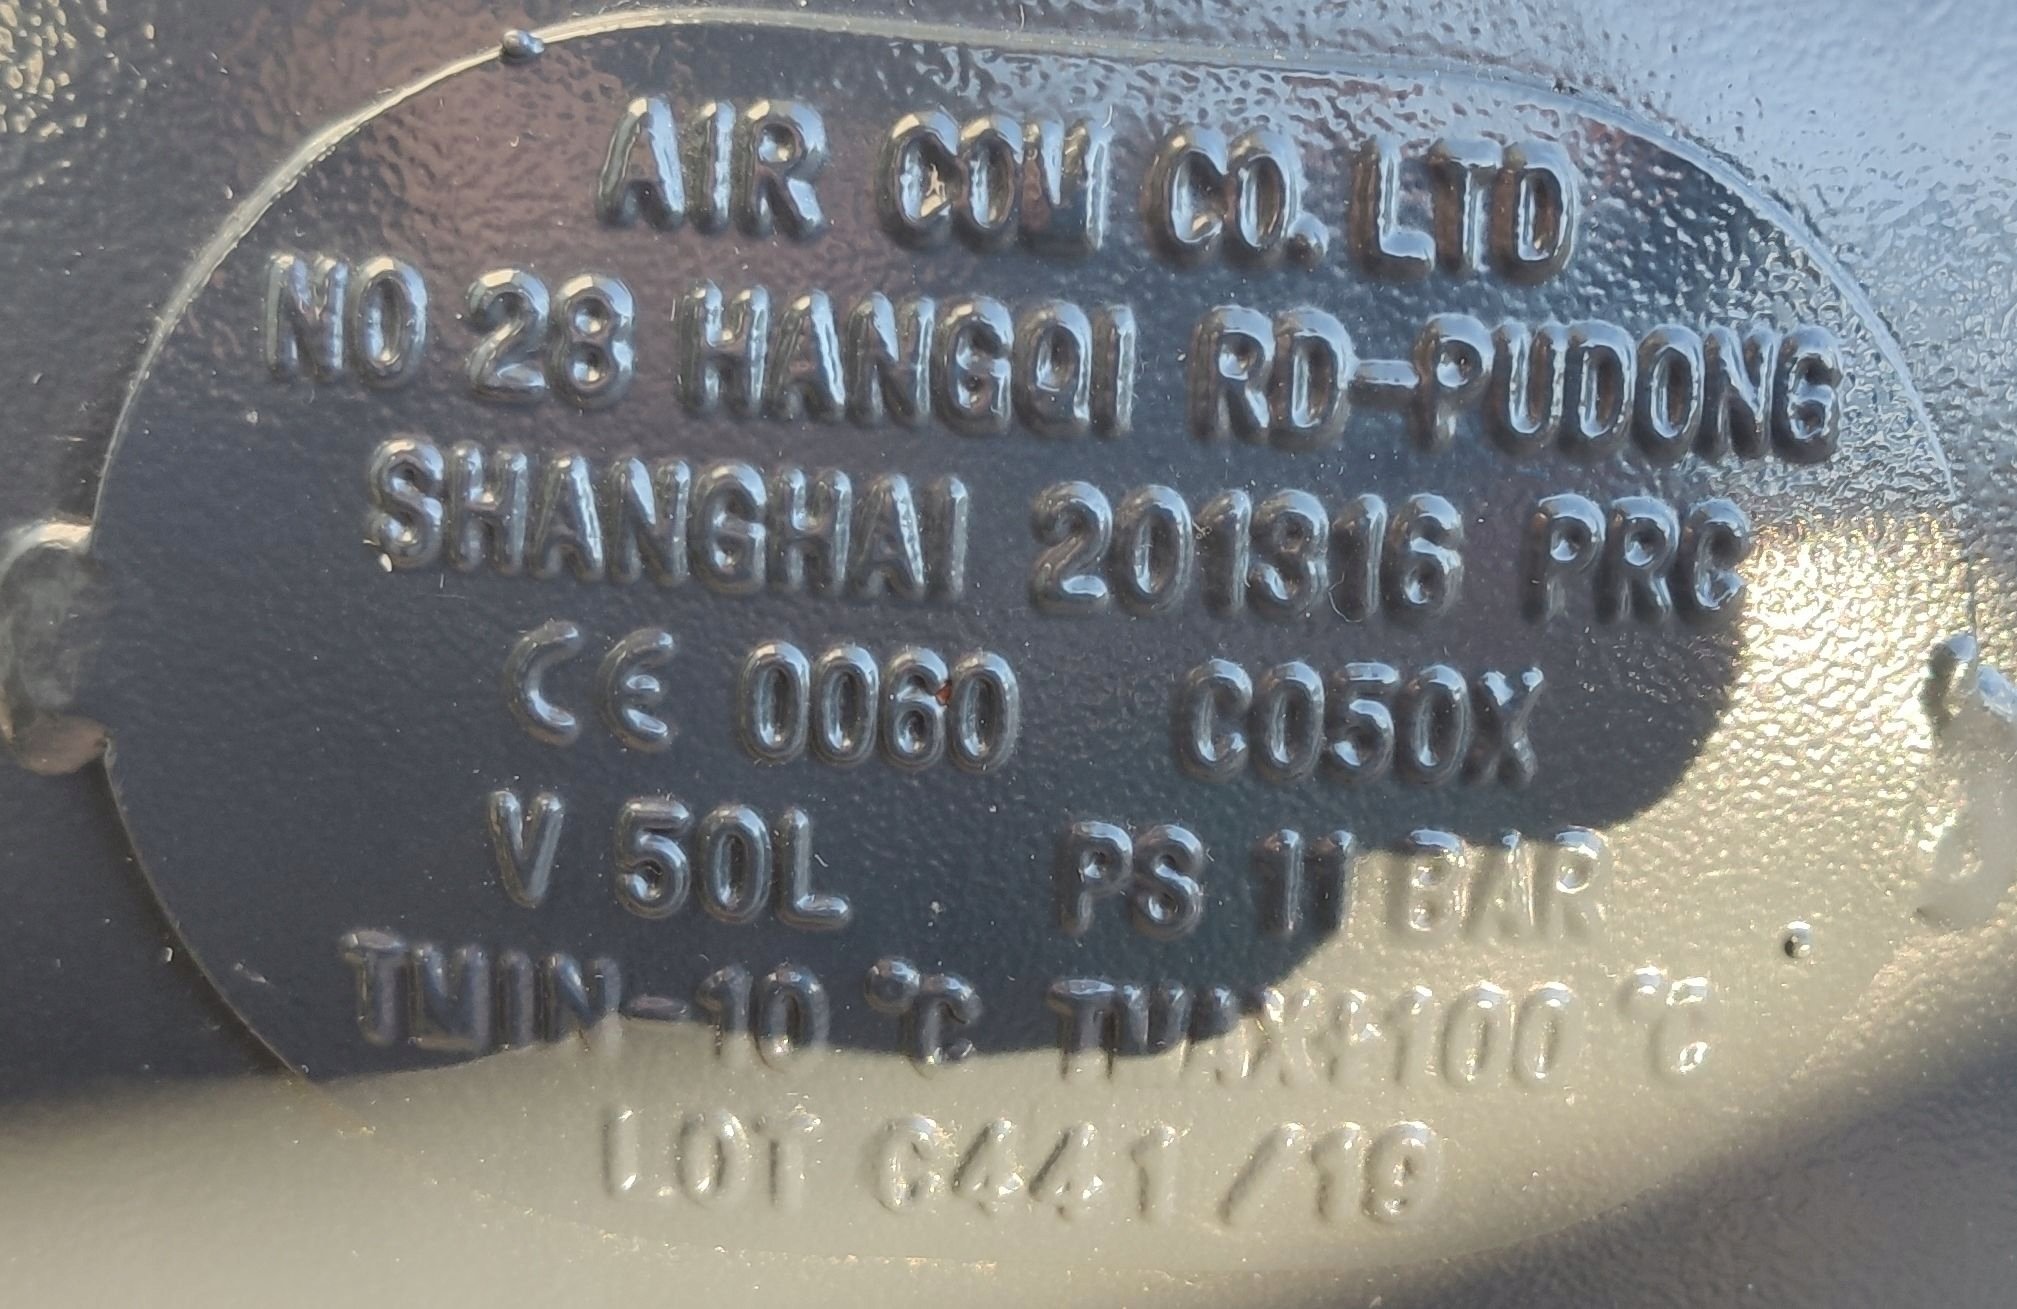 AIR COM CO. LTD
NO 28 HANGQI RD-PUDONG
SHANGHAI 201316 PRC
CE 0060 C050X
V 50L PS 11 BAR
TMIN-10 °C TMAX+100 °C
LOT /19